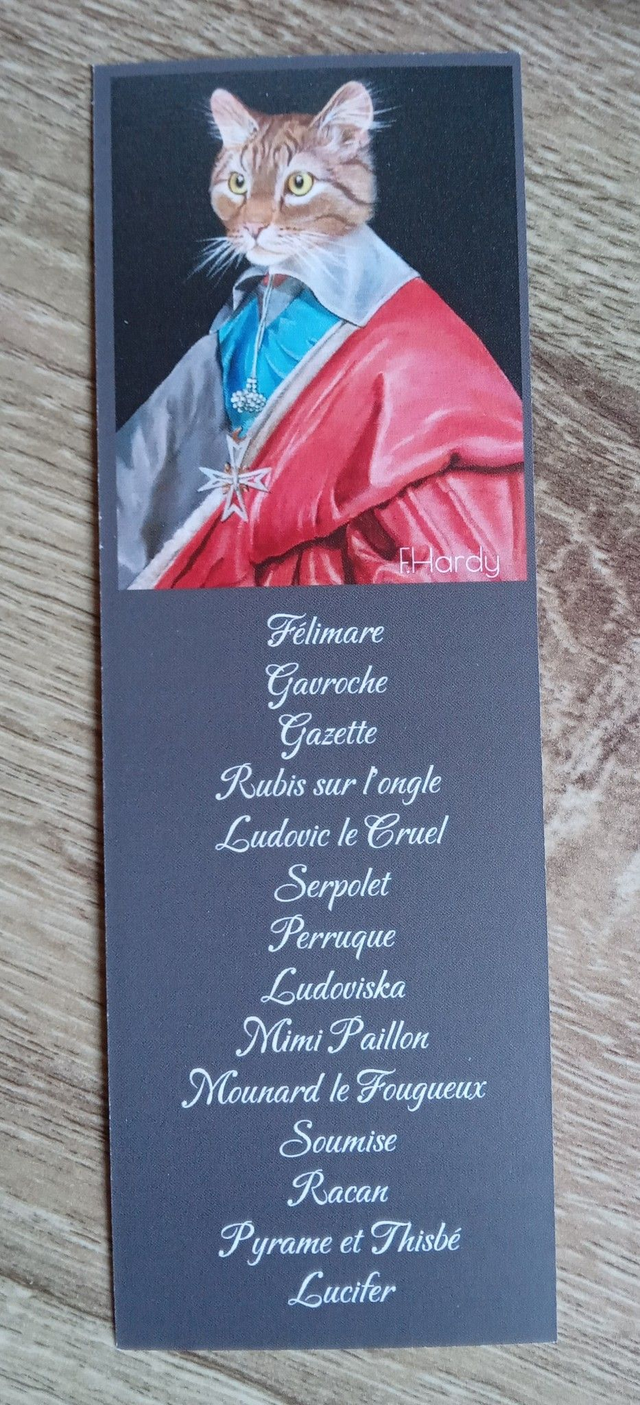 F.Hardy
Félimare
Gavroche
Gazette
Rubis sur l'ongle
Ludovic le Cruel
Serpolet
Perruque
Ludoviska
Mimi Paillon
Mounard le Fougueux
Soumise
Racan
Pyrame et Thisbé
Lucifer